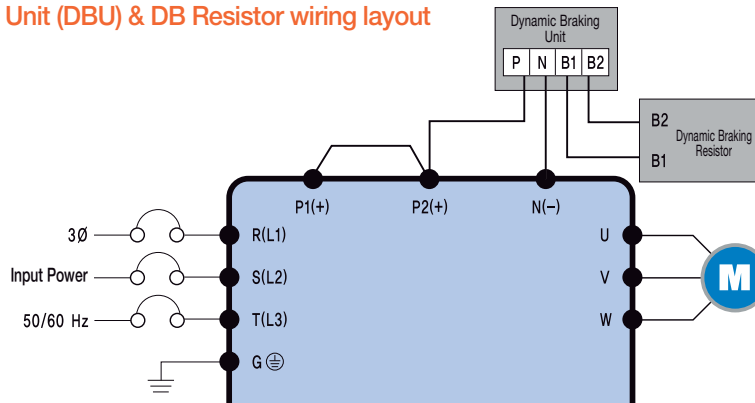 Unit (DBU) & DB Resistor wiring layout
Dynamic Braking
Unit
P N B1 B2
B2
Dynamic Braking
Resistor
B1
P1(+) P2(+) N(−)
3Ø R(L1) U
Input Power S(L2) V M
50/60 Hz T(L3) W
G